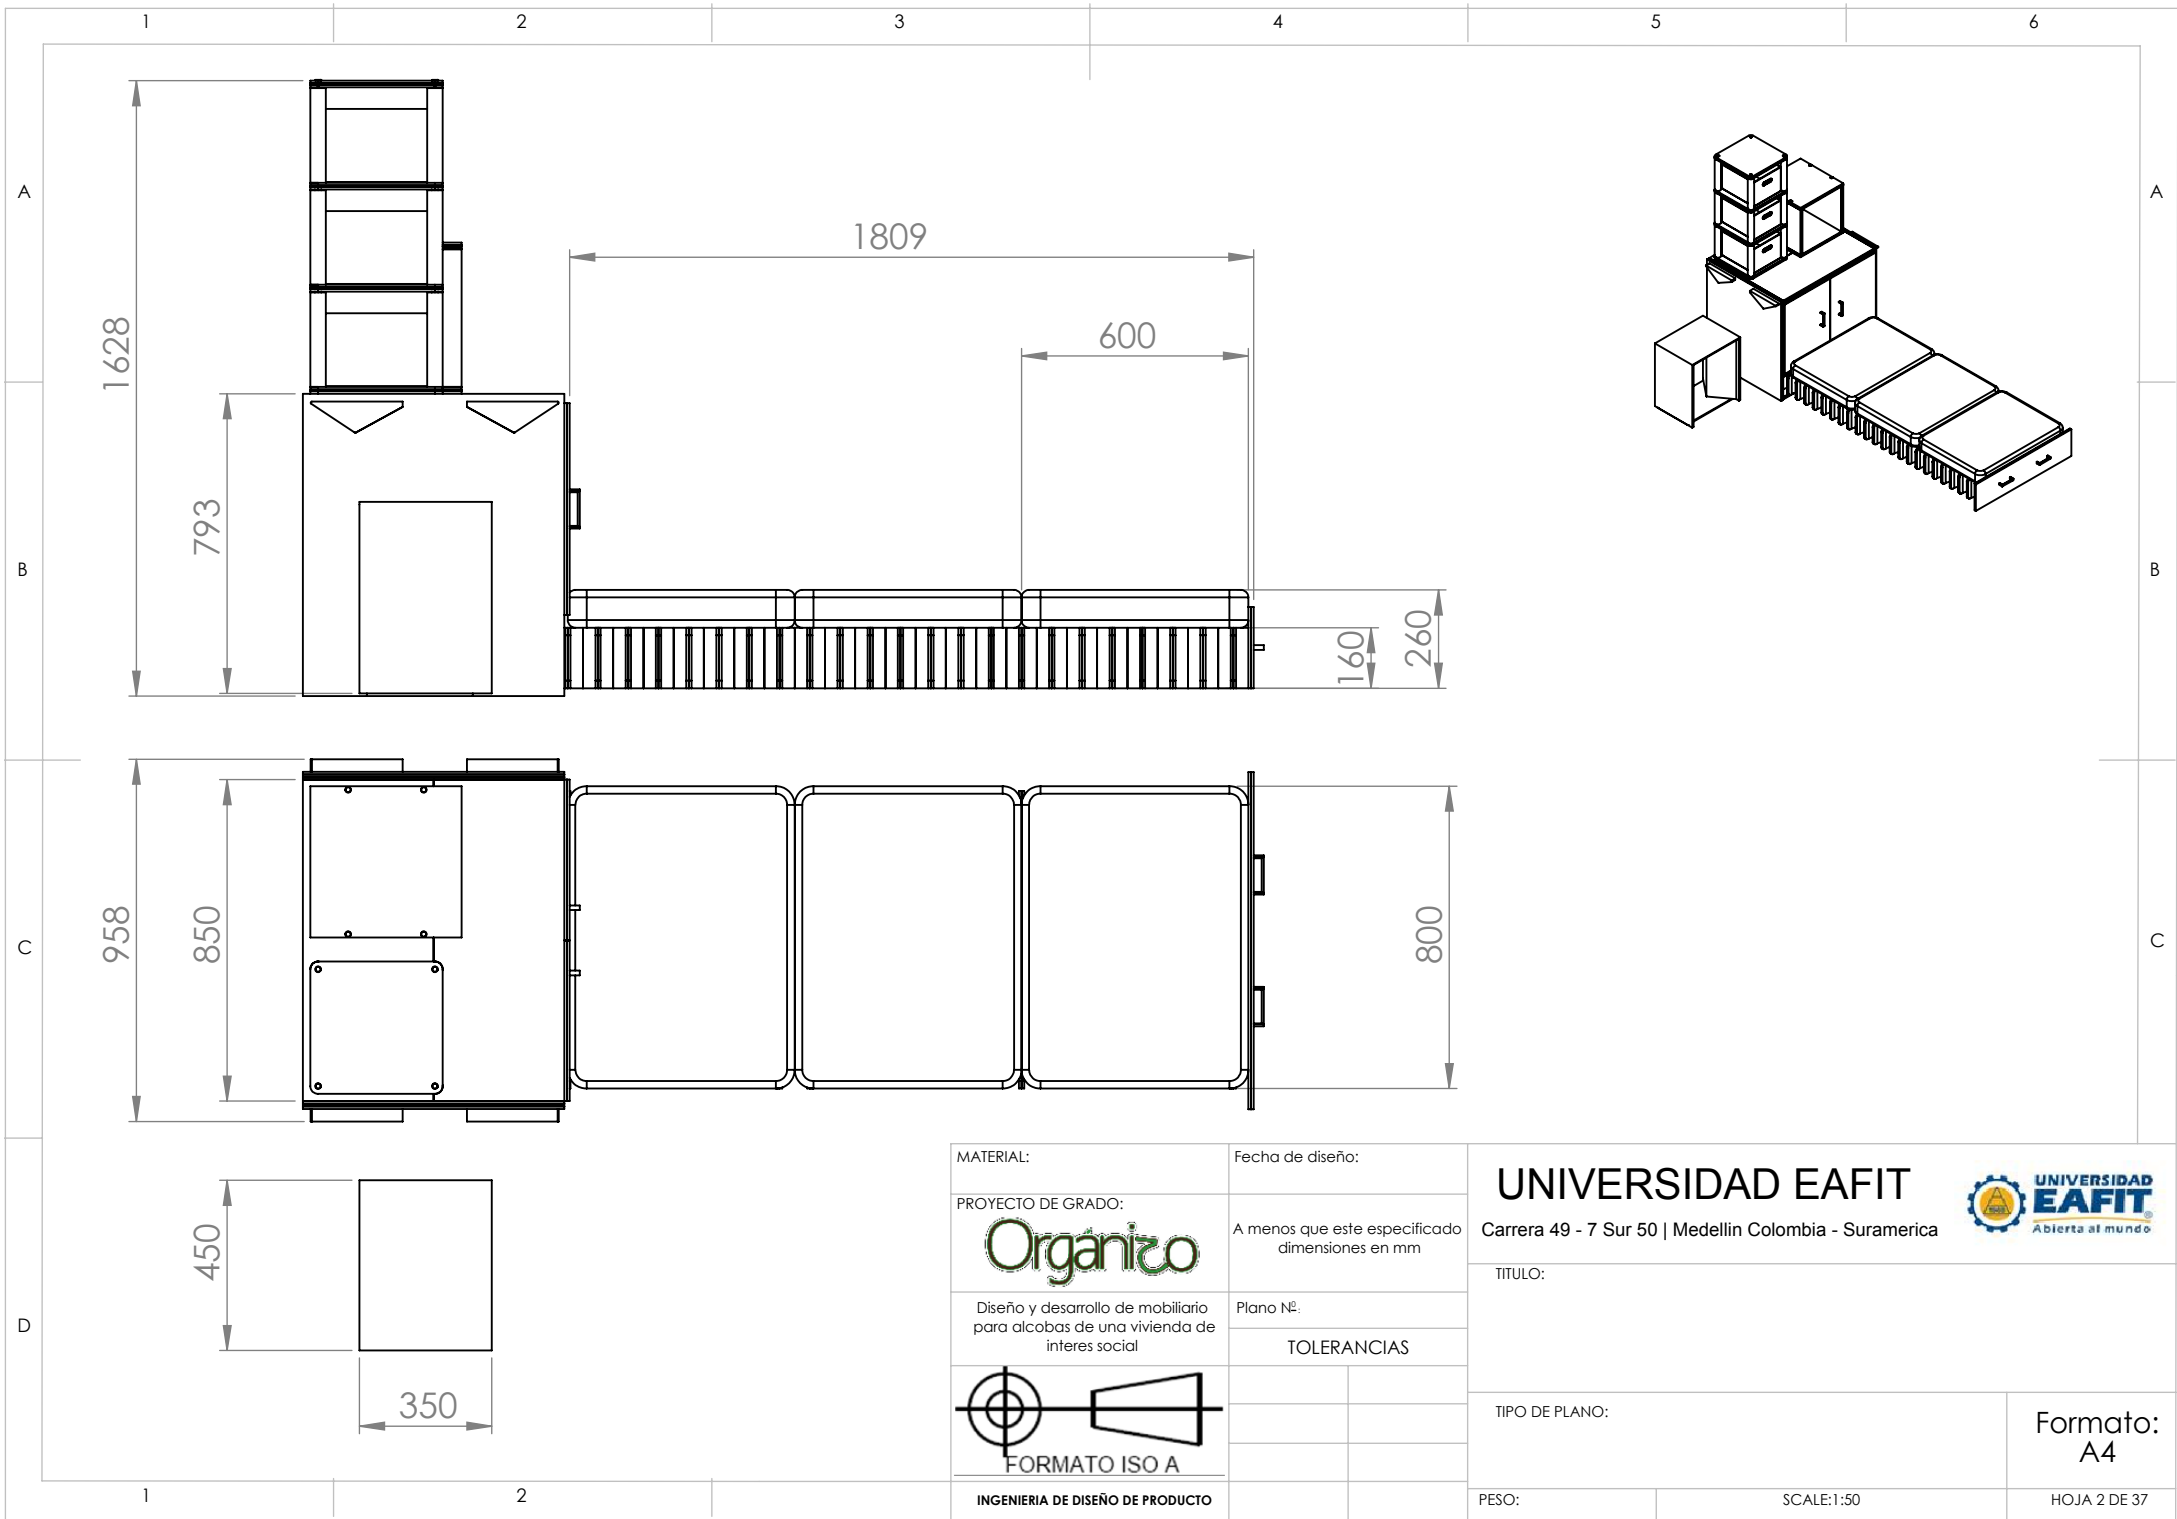 1 2 3 4 5 6
A A
B B
C C
D
1 2
1628
793
1809
600
160
260
958
850
800
450
350
MATERIAL:
Fecha de diseño:
PROYECTO DE GRADO:
Orgánizo
A menos que este especificado
dimensiones en mm
Diseño y desarrollo de mobiliario
para alcobas de una vivienda de
interes social
Plano Nº:
TOLERANCIAS
FORMATO ISO A
INGENIERIA DE DISEÑO DE PRODUCTO
UNIVERSIDAD EAFIT
Carrera 49 - 7 Sur 50 | Medellin Colombia - Suramerica
UNIVERSIDAD
EAFIT®
Abierta al mundo
TITULO:
TIPO DE PLANO:
Formato:
A4
PESO:
SCALE:1:50
HOJA 2 DE 37